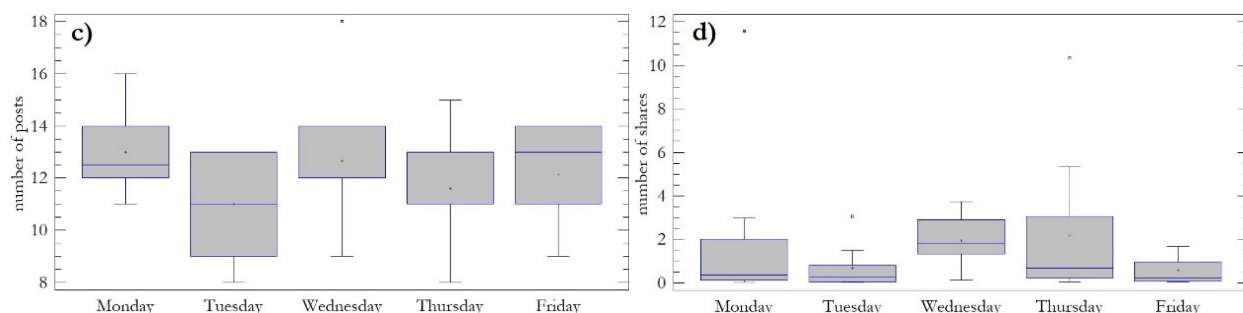 c)
number of posts
18
16
14
12
10
8
Monday Tuesday Wednesday Thursday Friday
d)
number of shares
12
10
8
6
4
2
0
Monday Tuesday Wednesday Thursday Friday